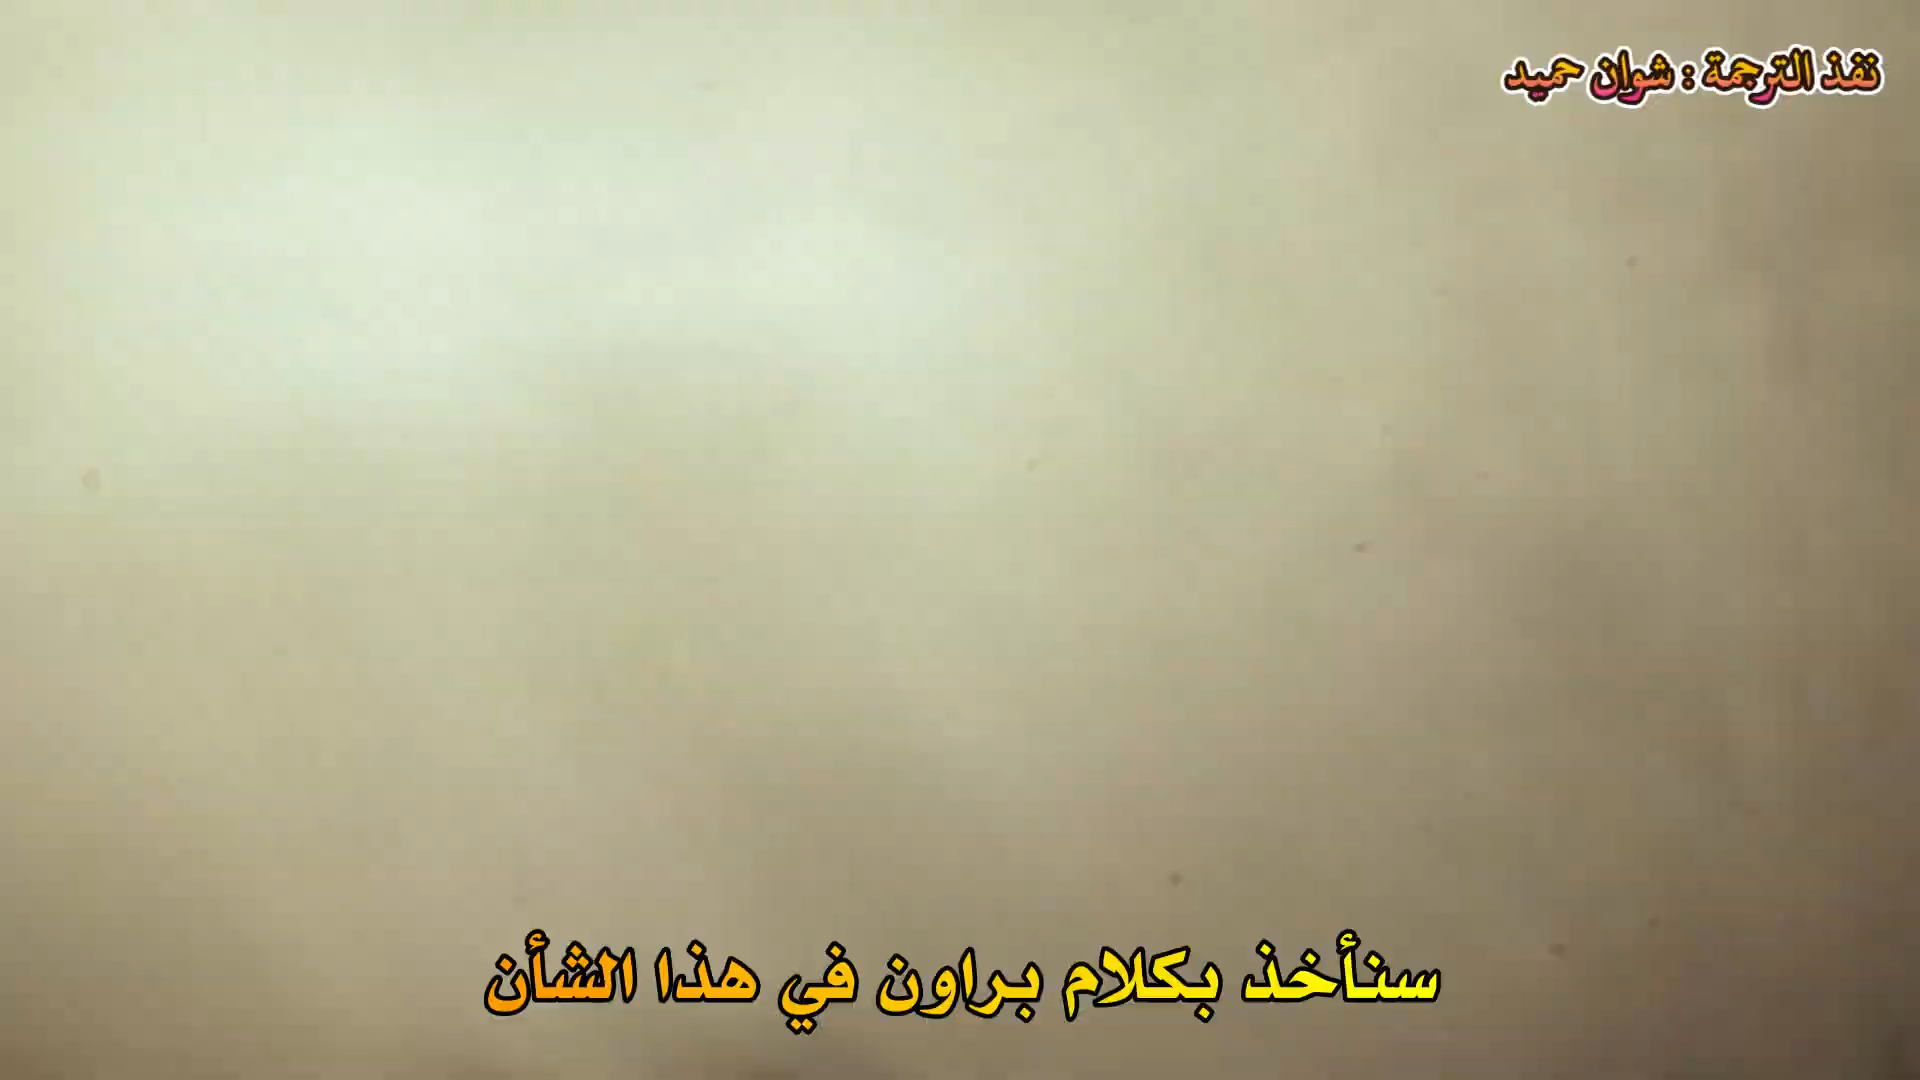 نفذ الترجمة : شوان حميد
سنأخذ بكلام براون في هذا الشأن